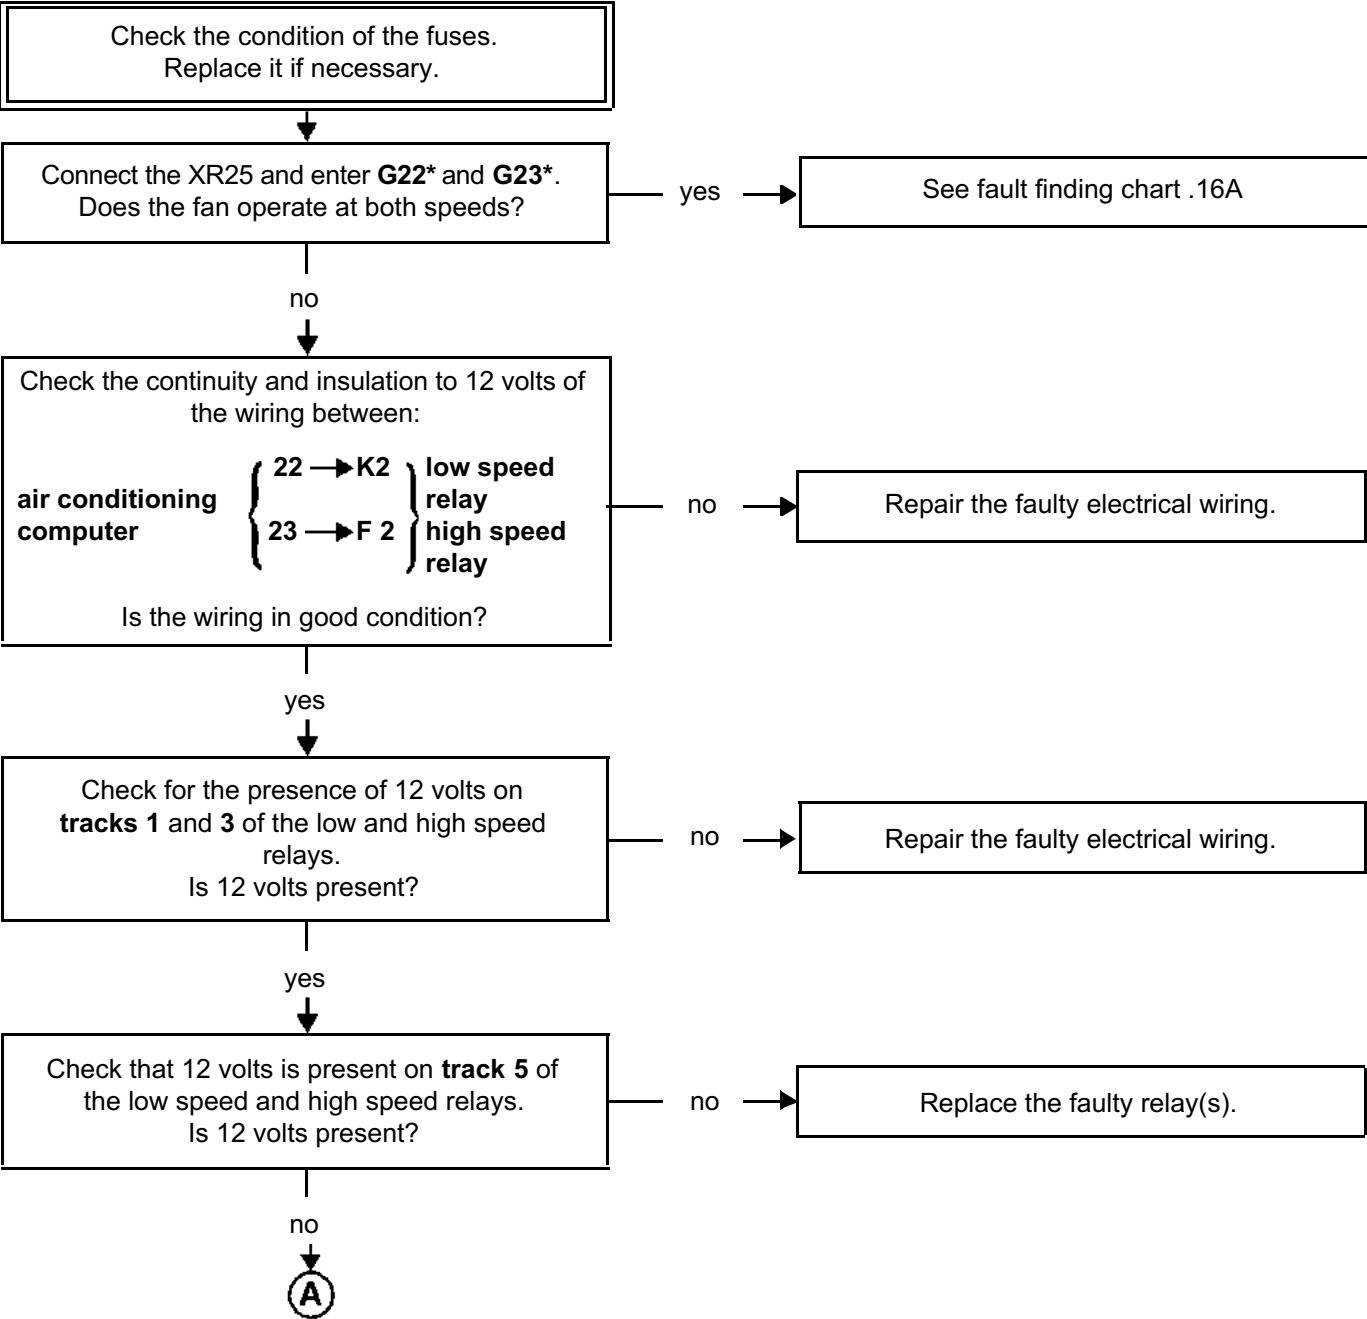 Check the condition of the fuses.
Replace it if necessary.
Connect the XR25 and enter G22* and G23*.
Does the fan operate at both speeds?
yes
See fault finding chart .16A
no
Check the continuity and insulation to 12 volts of
the wiring between:
air conditioning
computer
22 → K2
23 → F 2
low speed
relay
high speed
relay
Is the wiring in good condition?
no
Repair the faulty electrical wiring.
yes
Check for the presence of 12 volts on
tracks 1 and 3 of the low and high speed
relays.
Is 12 volts present?
no
Repair the faulty electrical wiring.
yes
Check that 12 volts is present on track 5 of
the low speed and high speed relays.
Is 12 volts present?
no
Replace the faulty relay(s).
no
A